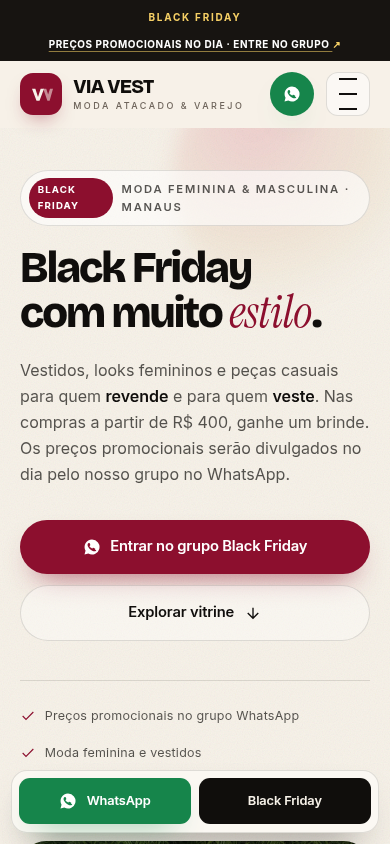 BLACK FRIDAY
PREÇOS PROMOCIONAIS NO DIA · ENTRE NO GRUPO ↗
VV
VIA VEST
MODA ATACADO & VAREJO
BLACK
FRIDAY
MODA FEMININA & MASCULINA ·
MANAUS
Black Friday
com muito estilo.
Vestidos, looks femininos e peças casuais
para quem revende e para quem veste. Nas
compras a partir de R$ 400, ganhe um brinde.
Os preços promocionais serão divulgados no
dia pelo nosso grupo no WhatsApp.
Entrar no grupo Black Friday
Explorar vitrine ↓
Preços promocionais no grupo WhatsApp
Moda feminina e vestidos
WhatsApp
Black Friday